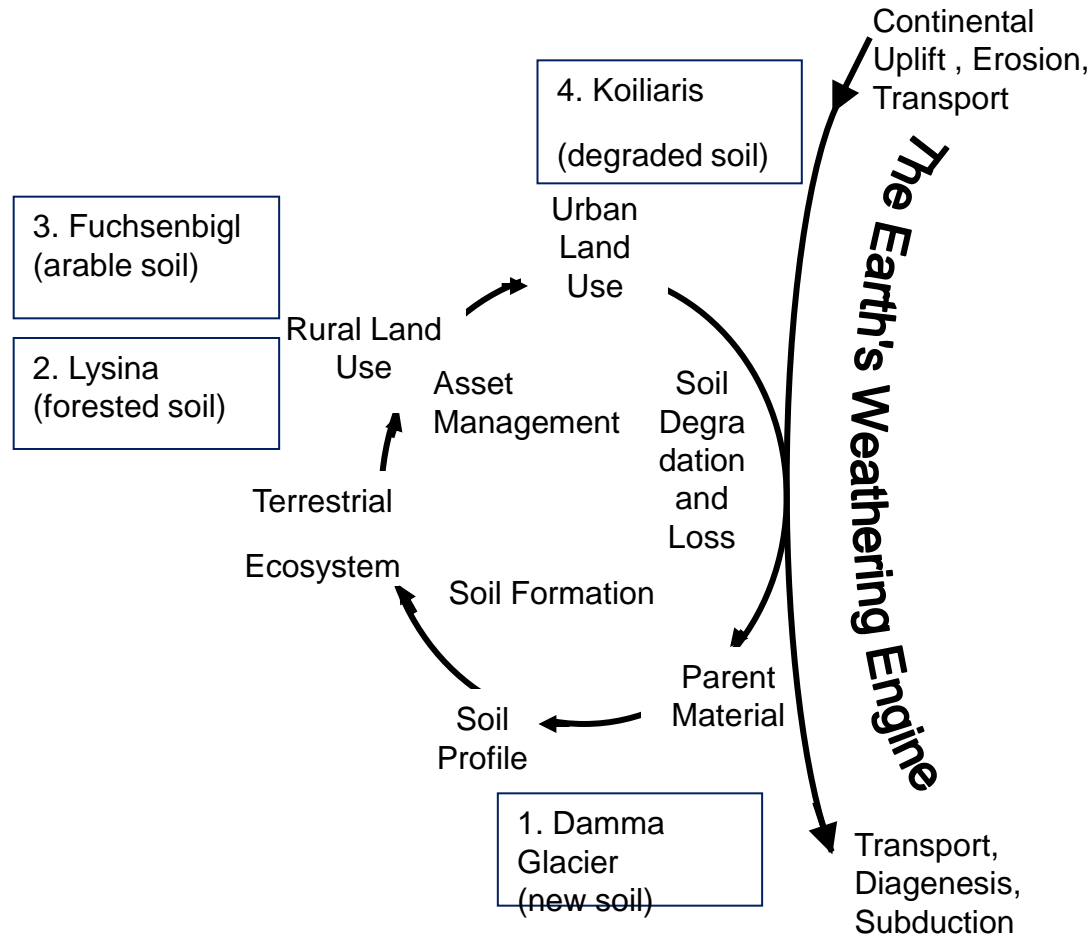 Continental
Uplift , Erosion,
Transport
4. Koiliaris
(degraded soil)
The Earth's Weathering Engine
3. Fuchsenbigl
(arable soil)
Urban
Land
Use
Rural Land
Use
2. Lysina
(forested soil)
Asset
Management
Soil
Degra
dation
and
Loss
Terrestrial
Ecosystem
Soil Formation
Parent
Material
Soil
Profile
1. Damma
Glacier
(new soil)
Transport,
Diagenesis,
Subduction